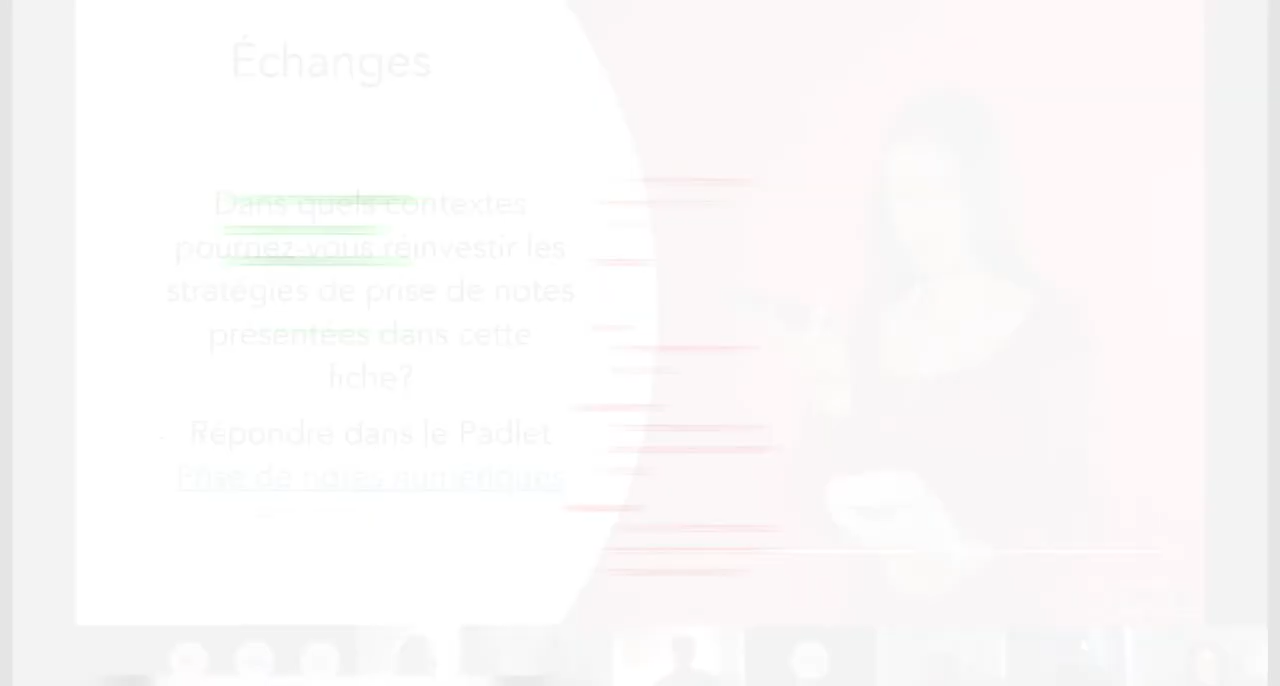 Échanges
Dans quels contextes
pourriez-vous réinvestir les
stratégies de prise de notes
présentées dans cette
fiche?
Répondre dans le Padlet
Prise de notes numériques